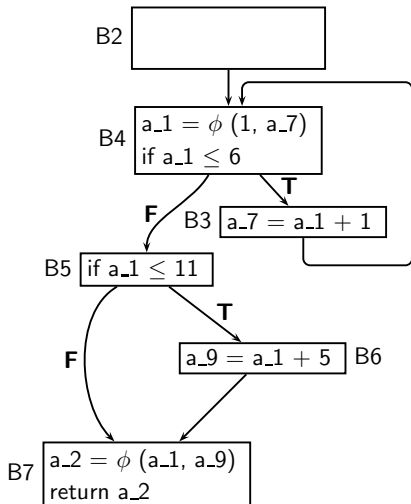 B2
B4
a_1 = ϕ (1, a_7)
if a_1 ≤ 6
T
F
B3
a_7 = a_1 + 1
B5
if a_1 ≤ 11
T
F
a_9 = a_1 + 5
B6
B7
a_2 = ϕ (a_1, a_9)
return a_2